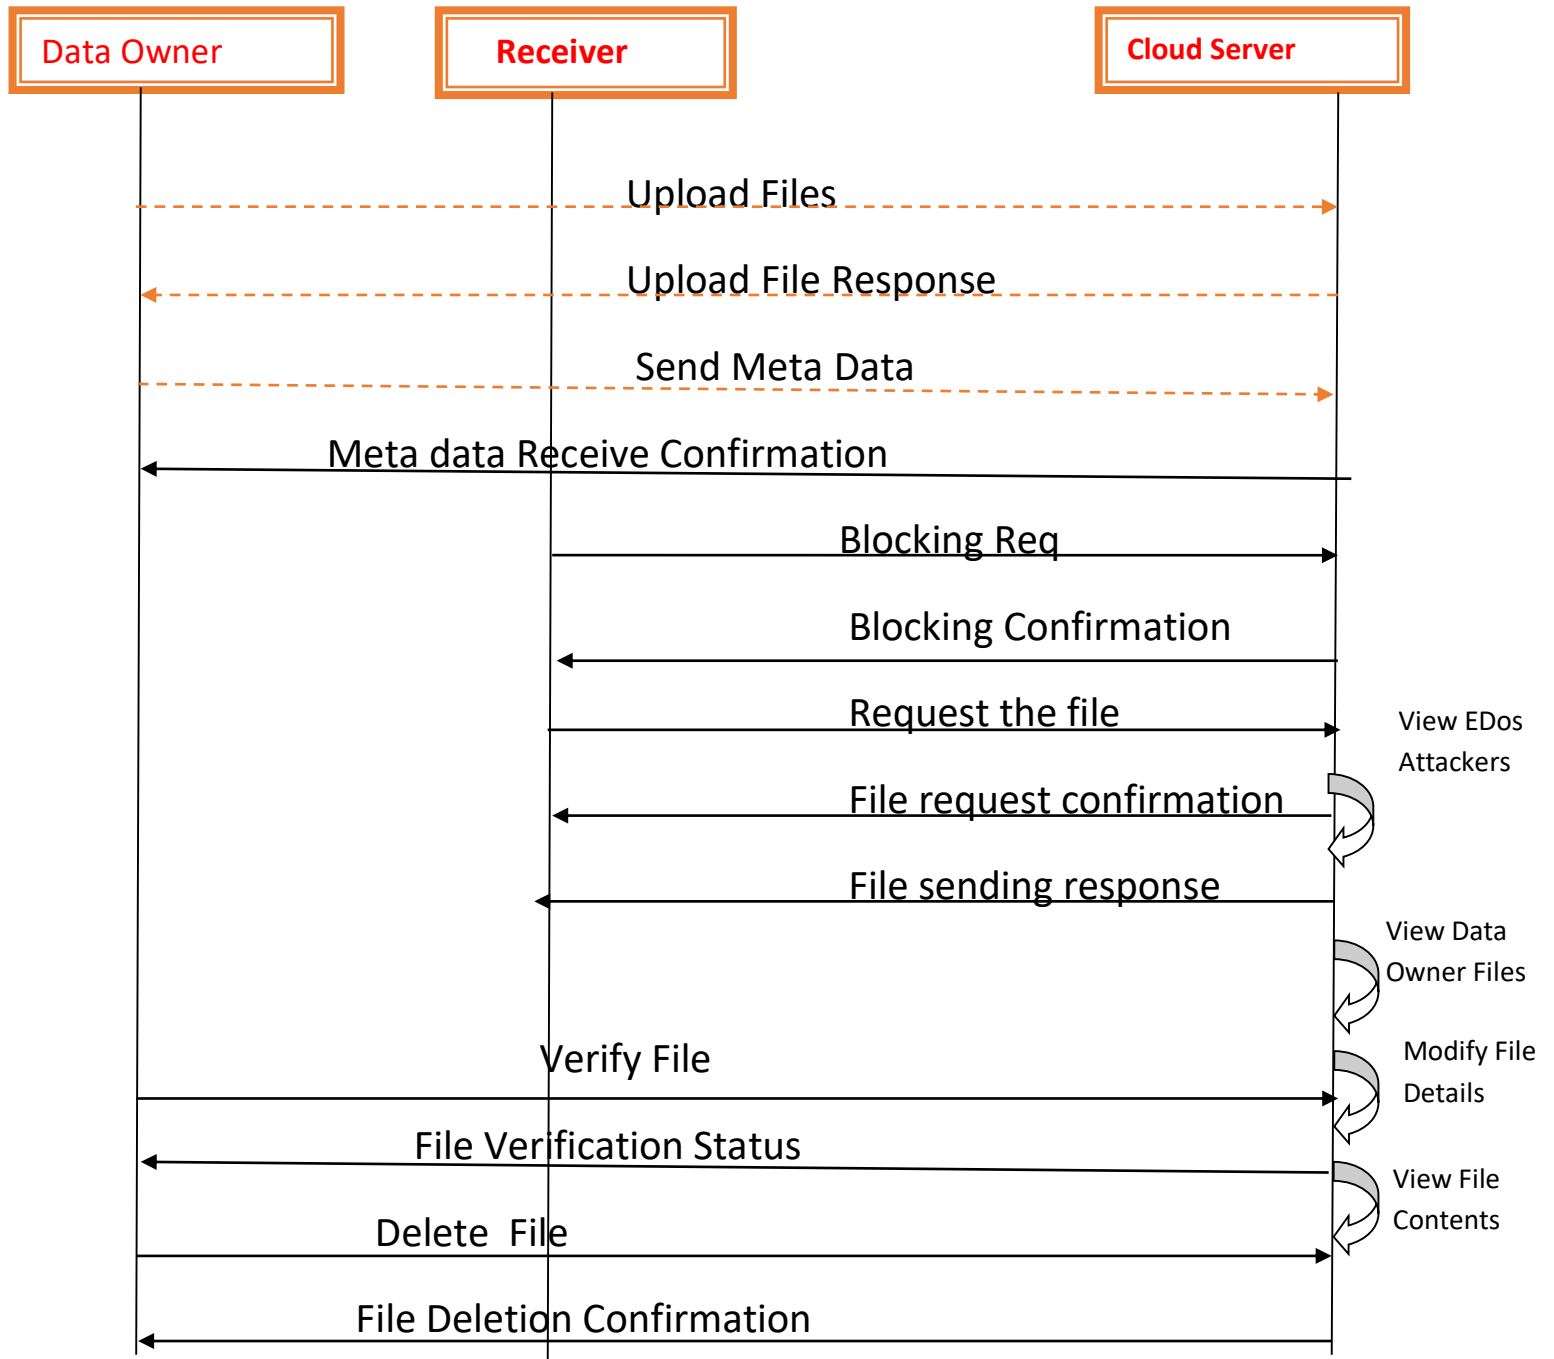 Data Owner
Receiver
Cloud Server
Upload Files
Upload File Response
Send Meta Data
Meta data Receive Confirmation
Blocking Req
Blocking Confirmation
Request the file
View EDos
Attackers
File request confirmation
File sending response
View Data
Owner Files
Verify File
Modify File
Details
File Verification Status
View File
Contents
Delete  File
File Deletion Confirmation